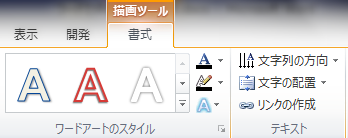 描画ツール
表示 開発 書式
A A A A 文字列の方向
文字の配置
A リンクの作成
ワードアートのスタイル テキスト